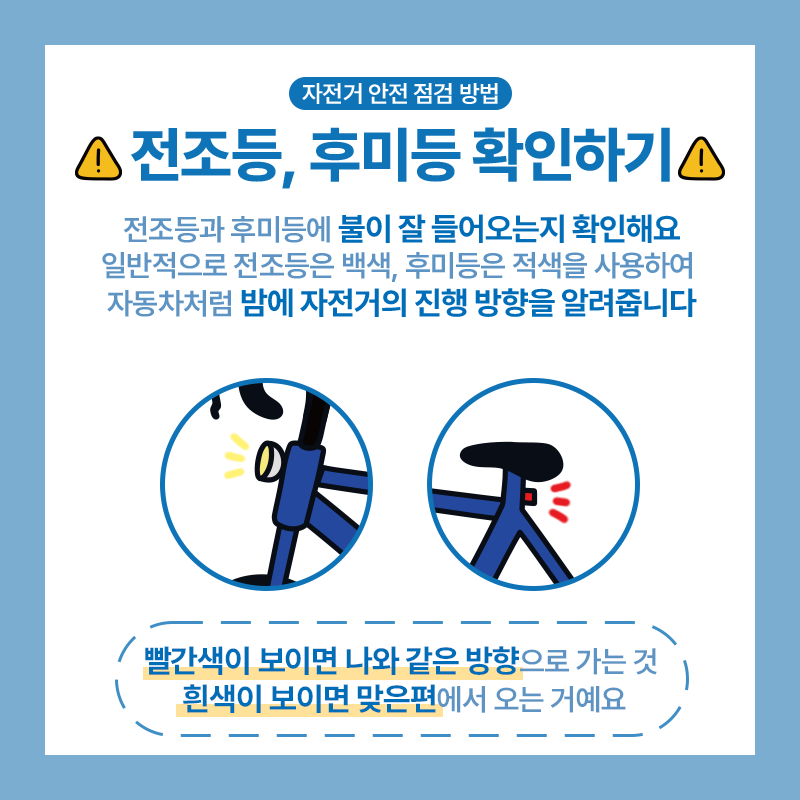 자전거 안전 점검 방법
전조등, 후미등 확인하기
전조등과 후미등에 불이 잘 들어오는지 확인해요
일반적으로 전조등은 백색, 후미등은 적색을 사용하여
자동차처럼 밤에 자전거의 진행 방향을 알려줍니다
빨간색이 보이면 나와 같은 방향으로 가는 것
흰색이 보이면 맞은편에서 오는 거예요